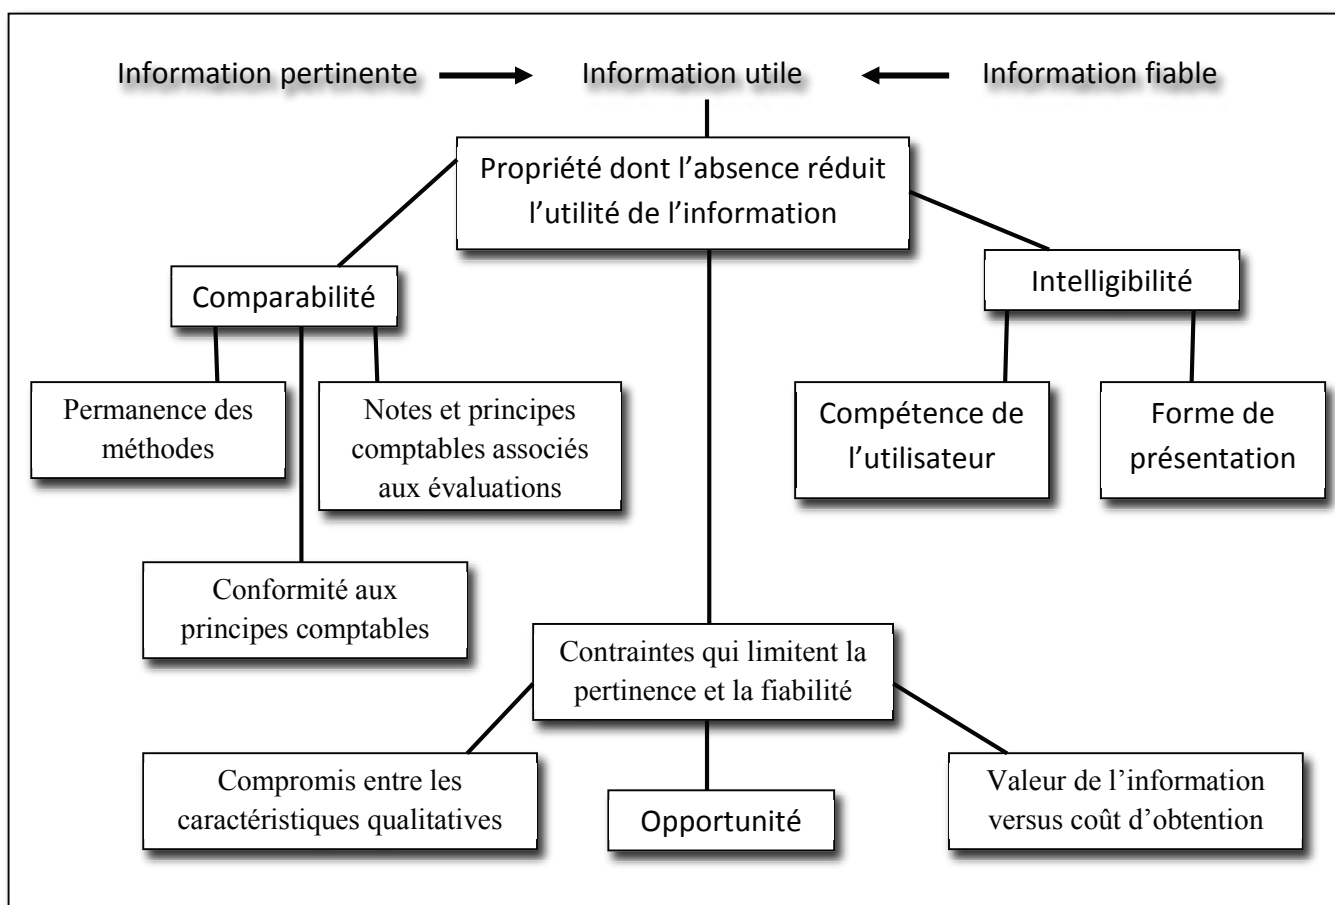 Information pertinente
Information utile
Information fiable
Propriété dont l’absence réduit
l’utilité de l’information
Comparabilité
Intelligibilité
Permanence des
méthodes
Notes et principes
comptables associés
aux évaluations
Compétence de
l’utilisateur
Forme de
présentation
Conformité aux
principes comptables
Contraintes qui limitent la
pertinence et la fiabilité
Compromis entre les
caractéristiques qualitatives
Opportunité
Valeur de l’information
versus coût d’obtention